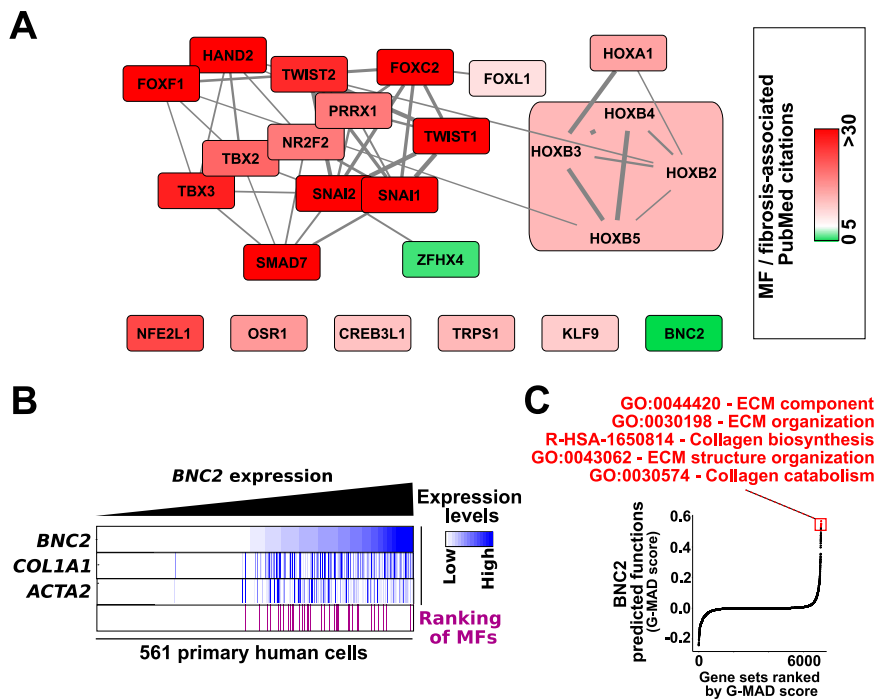 A
HAND2
FOXF1
TWIST2
FOXC2
FOXL1
HOXA1
PRRX1
HOXB4
TWIST1
NR2F2
HOXB3
TBX2
HOXB2
TBX3
SNAI2
SNAI1
HOXB5
SMAD7
ZFHX4
NFE2L1
OSR1
CREB3L1
TRPS1
KLF9
BNC2
MF / fibrosis-associated
PubMed citations
>30
5
0
B
BNC2 expression
Expression
levels
Low
High
BNC2
COL1A1
ACTA2
Ranking
of MFs
561 primary human cells
C
GO:0044420 - ECM component
GO:0030198 - ECM organization
R-HSA-1650814 - Collagen biosynthesis
GO:0043062 - ECM structure organization
GO:0030574 - Collagen catabolism
BNC2
predicted functions
(G-MAD score)
0.6
0.4
0.2
0.0
-0.2
0
6000
Gene sets ranked
by G-MAD score